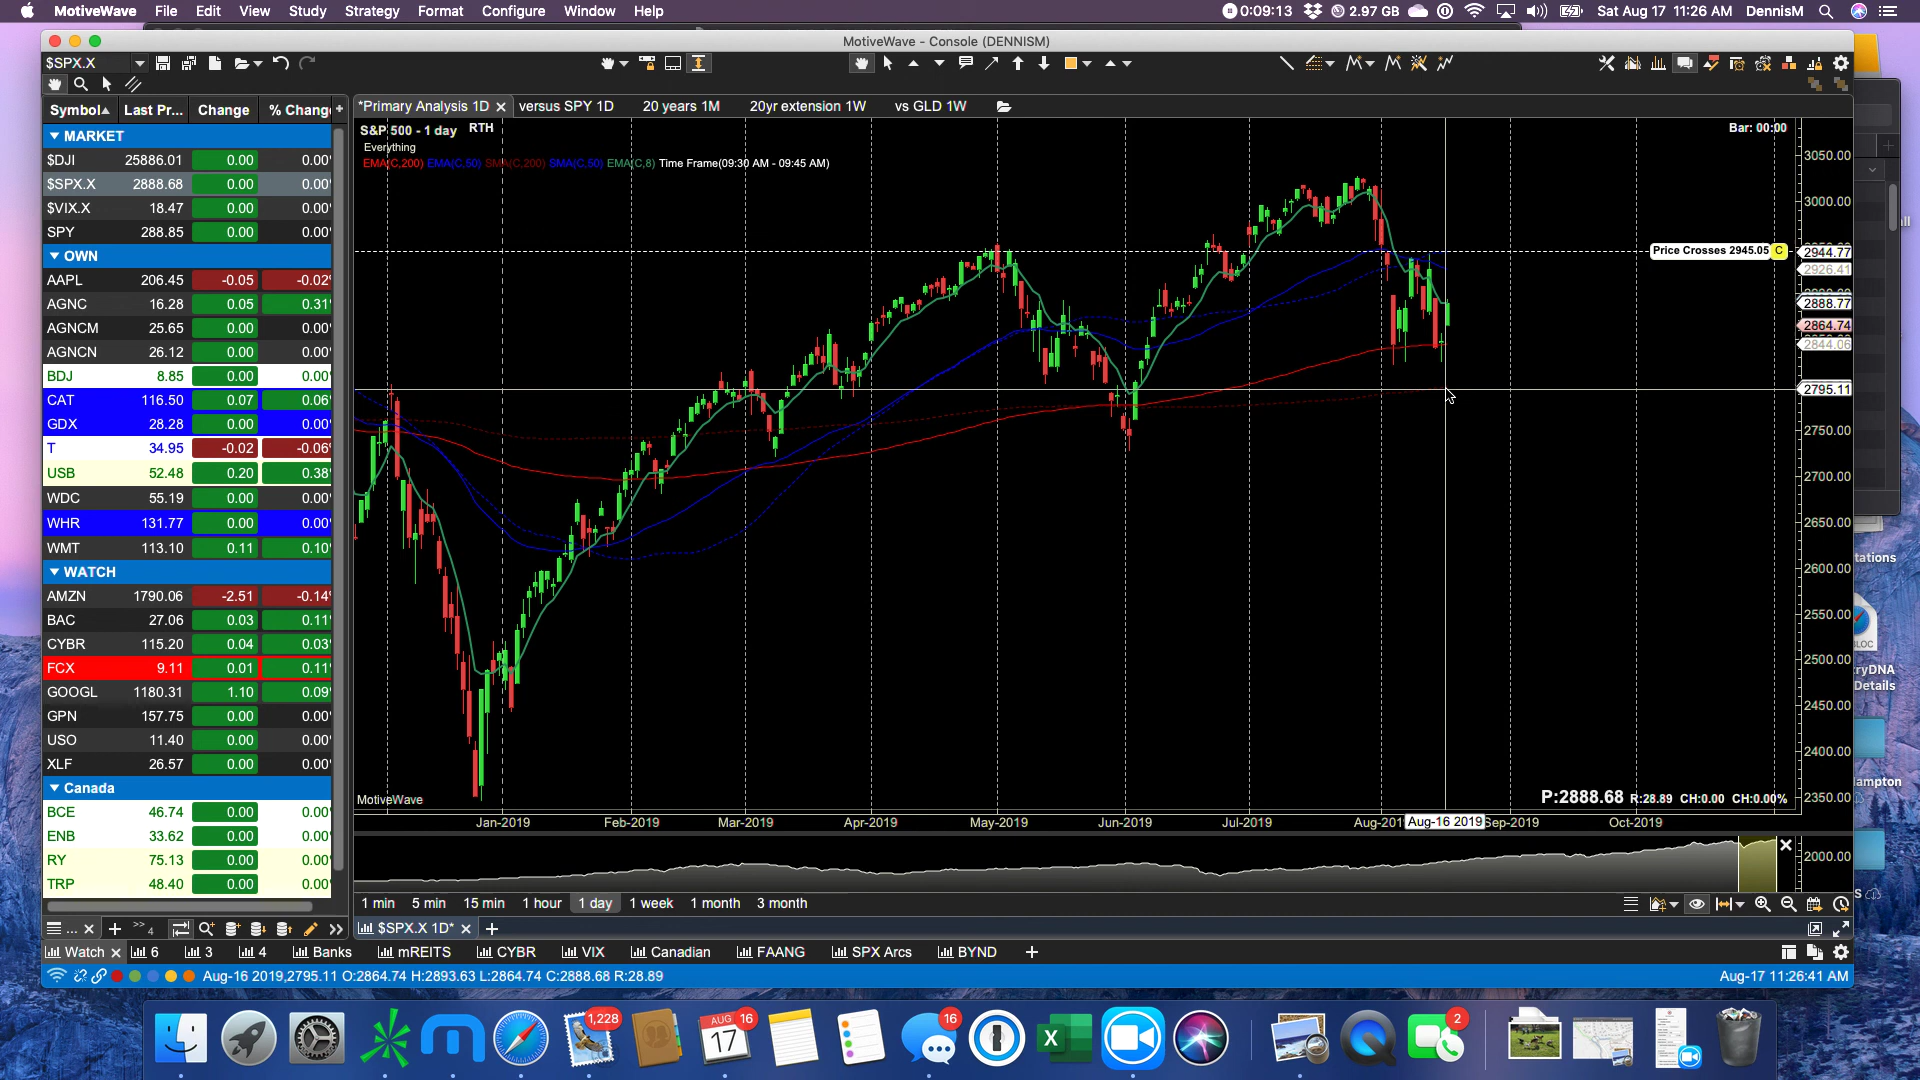 MotiveWave File Edit View Study Strategy Format Configure Window Help 0:09:13 2.97 GB Sat Aug 17 11:26 AM DennisM
MotiveWave - Console (DENNISM)
$SPX.X
Symbol Last Pr... Change % Chang
*Primary Analysis 1D versus SPY 1D 20 years 1M 20yr extension 1W vs GLD 1W
MARKET
$DJI 25886.01 0.00 0.00
$SPX.X 2888.68 0.00 0.00
$VIX.X 18.47 0.00 0.00
SPY 288.85 0.00 0.00
OWN
AAPL 206.45 -0.05 -0.02
AGNC 16.28 0.05 0.31
AGNCM 25.65 0.00 0.00
AGNCN 26.12 0.00 0.00
BDJ 8.85 0.00 0.00
CAT 116.50 0.07 0.06
GDX 28.28 0.00 0.00
T 34.95 -0.02 -0.06
USB 52.48 0.20 0.38
WDC 55.19 0.00 0.00
WHR 131.77 0.00 0.00
WMT 113.10 0.11 0.10
WATCH
AMZN 1790.06 -2.51 -0.14
BAC 27.06 0.03 0.11
CYBR 115.20 0.04 0.03
FCX 9.11 0.01 0.11
GOOGL 1180.31 1.10 0.09
GPN 157.75 0.00 0.00
USO 11.40 0.00 0.00
XLF 26.57 0.00 0.00
Canada
BCE 46.74 0.00 0.00
ENB 33.62 0.00 0.00
RY 75.13 0.00 0.00
TRP 48.40 0.00 0.00
S&P 500 - 1 day RTH
Bar: 00:00
Everything
EMA(C,200) EMA(C,50) SMA(C,200) SMA(C,50) EMA(C,8) Time Frame(09:30 AM - 09:45 AM)
3050.00
3000.00
Price Crosses 2945.05 C
2944.77
2926.41
2888.77
2864.74
2844.06
2795.11
2750.00
2700.00
2650.00
2600.00
2550.00
2500.00
2450.00
2400.00
2350.00
MotiveWave
P:2888.68 R:28.89 CH:0.00 CH:0.00%
Jan-2019 Feb-2019 Mar-2019 Apr-2019 May-2019 Jun-2019 Jul-2019 Aug-201 Aug-16 2019 Sep-2019 Oct-2019
2000.00
1 min 5 min 15 min 1 hour 1 day 1 week 1 month 3 month
$SPX.X 1D*
Watch 6 3 4 Banks mREITS CYBR VIX Canadian FAANG SPX Arcs BYND
Aug-16 2019,2795.11 O:2864.74 H:2893.63 L:2864.74 C:2888.68 R:28.89
Aug-17 11:26:41 AM
tations
ryDNA
Details
ampton
1,228
AUG 16
17
16
2